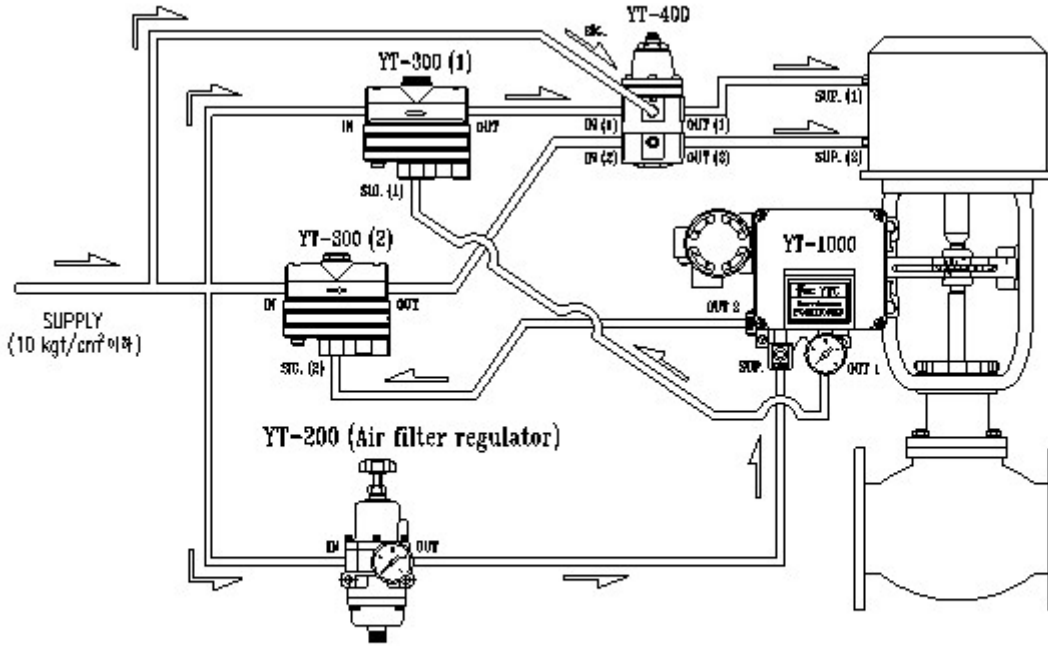 YT-400
SIG.
YT-300 (1)
SUP. (1)
IN
OUT
IN (1)
OUT (1)
IN (2)
OUT (2)
SUP. (2)
SIG. (1)
YT-300 (2)
YT-1000
IN
OUT
YTC
OUT 2
SUPPLY
(10 kgf/cm² 이하)
SIG. (2)
SUP.
OUT 1
YT-200 (Air filter regulator)
IN
OUT